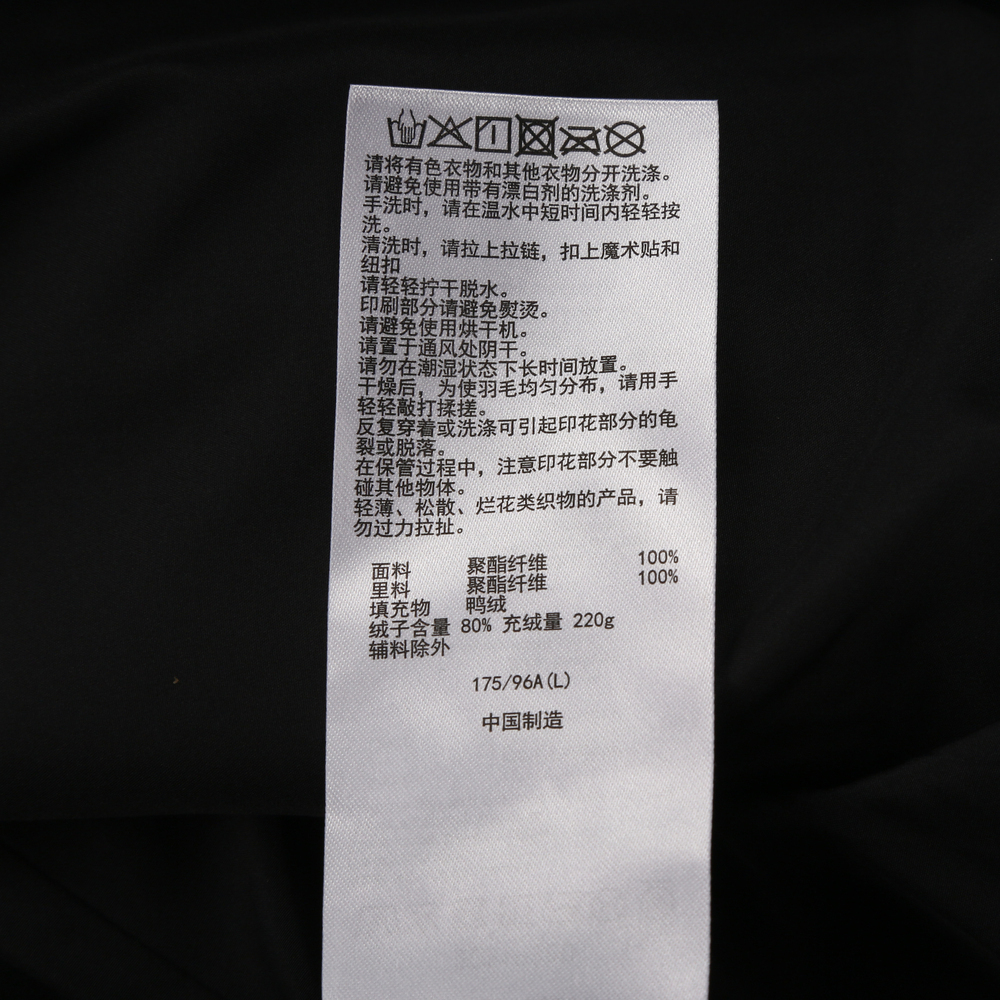 请将有色衣物和其他衣物分开洗涤。
请避免使用带有漂白剂的洗涤剂。
手洗时，请在温水中短时间内轻轻按
洗。
清洗时，请拉上拉链，扣上魔术贴和
纽扣
请轻轻拧干脱水。
印刷部分请避免熨烫。
请避免使用烘干机。
请置于通风处阴干。
请勿在潮湿状态下长时间放置。
干燥后，为使羽毛均匀分布，请用手
轻轻敲打揉搓。
反复穿着或洗涤可引起印花部分的龟
裂或脱落。
在保管过程中，注意印花部分不要触
碰其他物体。
轻薄、松散、烂花类织物的产品，请
勿过力拉扯。
面料 聚酯纤维 100%
里料 聚酯纤维 100%
填充物 鸭绒
绒子含量 80% 充绒量 220g
辅料除外
175/96A(L)
中国制造